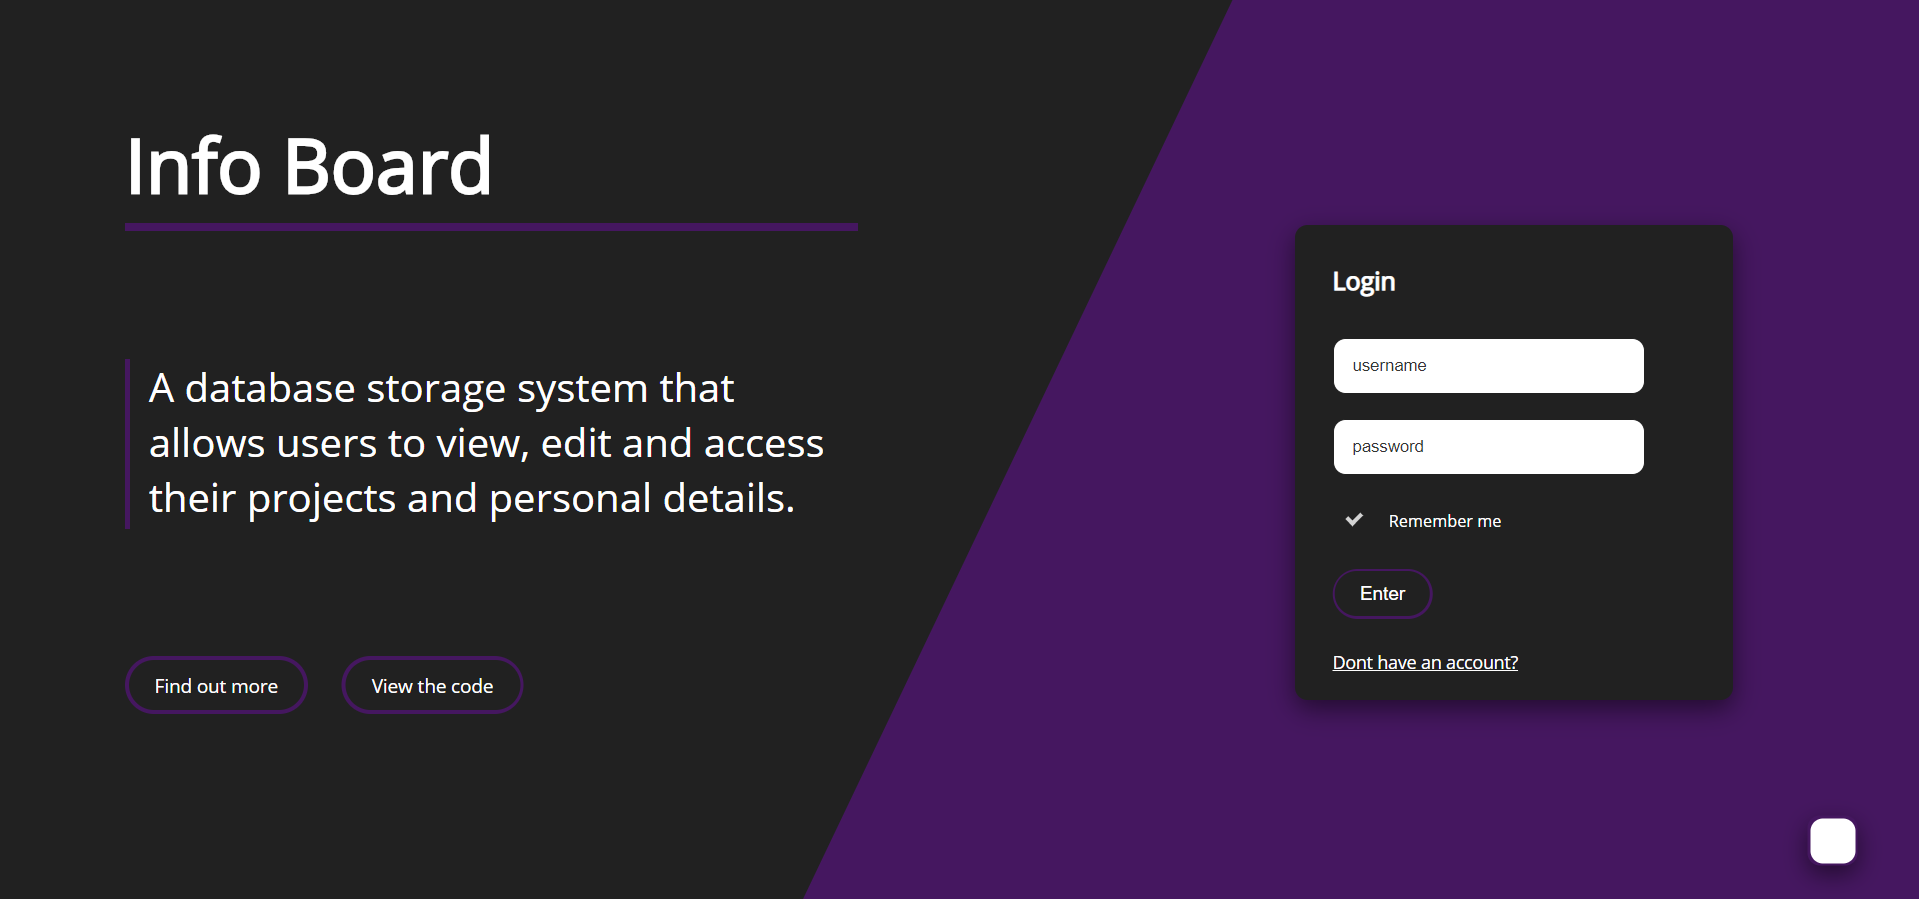 Info Board
A database storage system that
allows users to view, edit and access
their projects and personal details.
Find out more
View the code
Login
username
password
Remember me
Enter
Dont have an account?